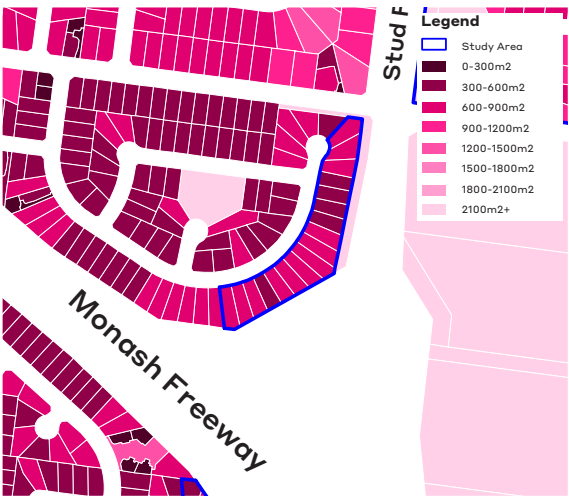 Stud R
Legend
Study Area
0-300m2
300-600m2
600-900m2
900-1200m2
1200-1500m2
1500-1800m2
1800-2100m2
2100m2+
Monash Freeway